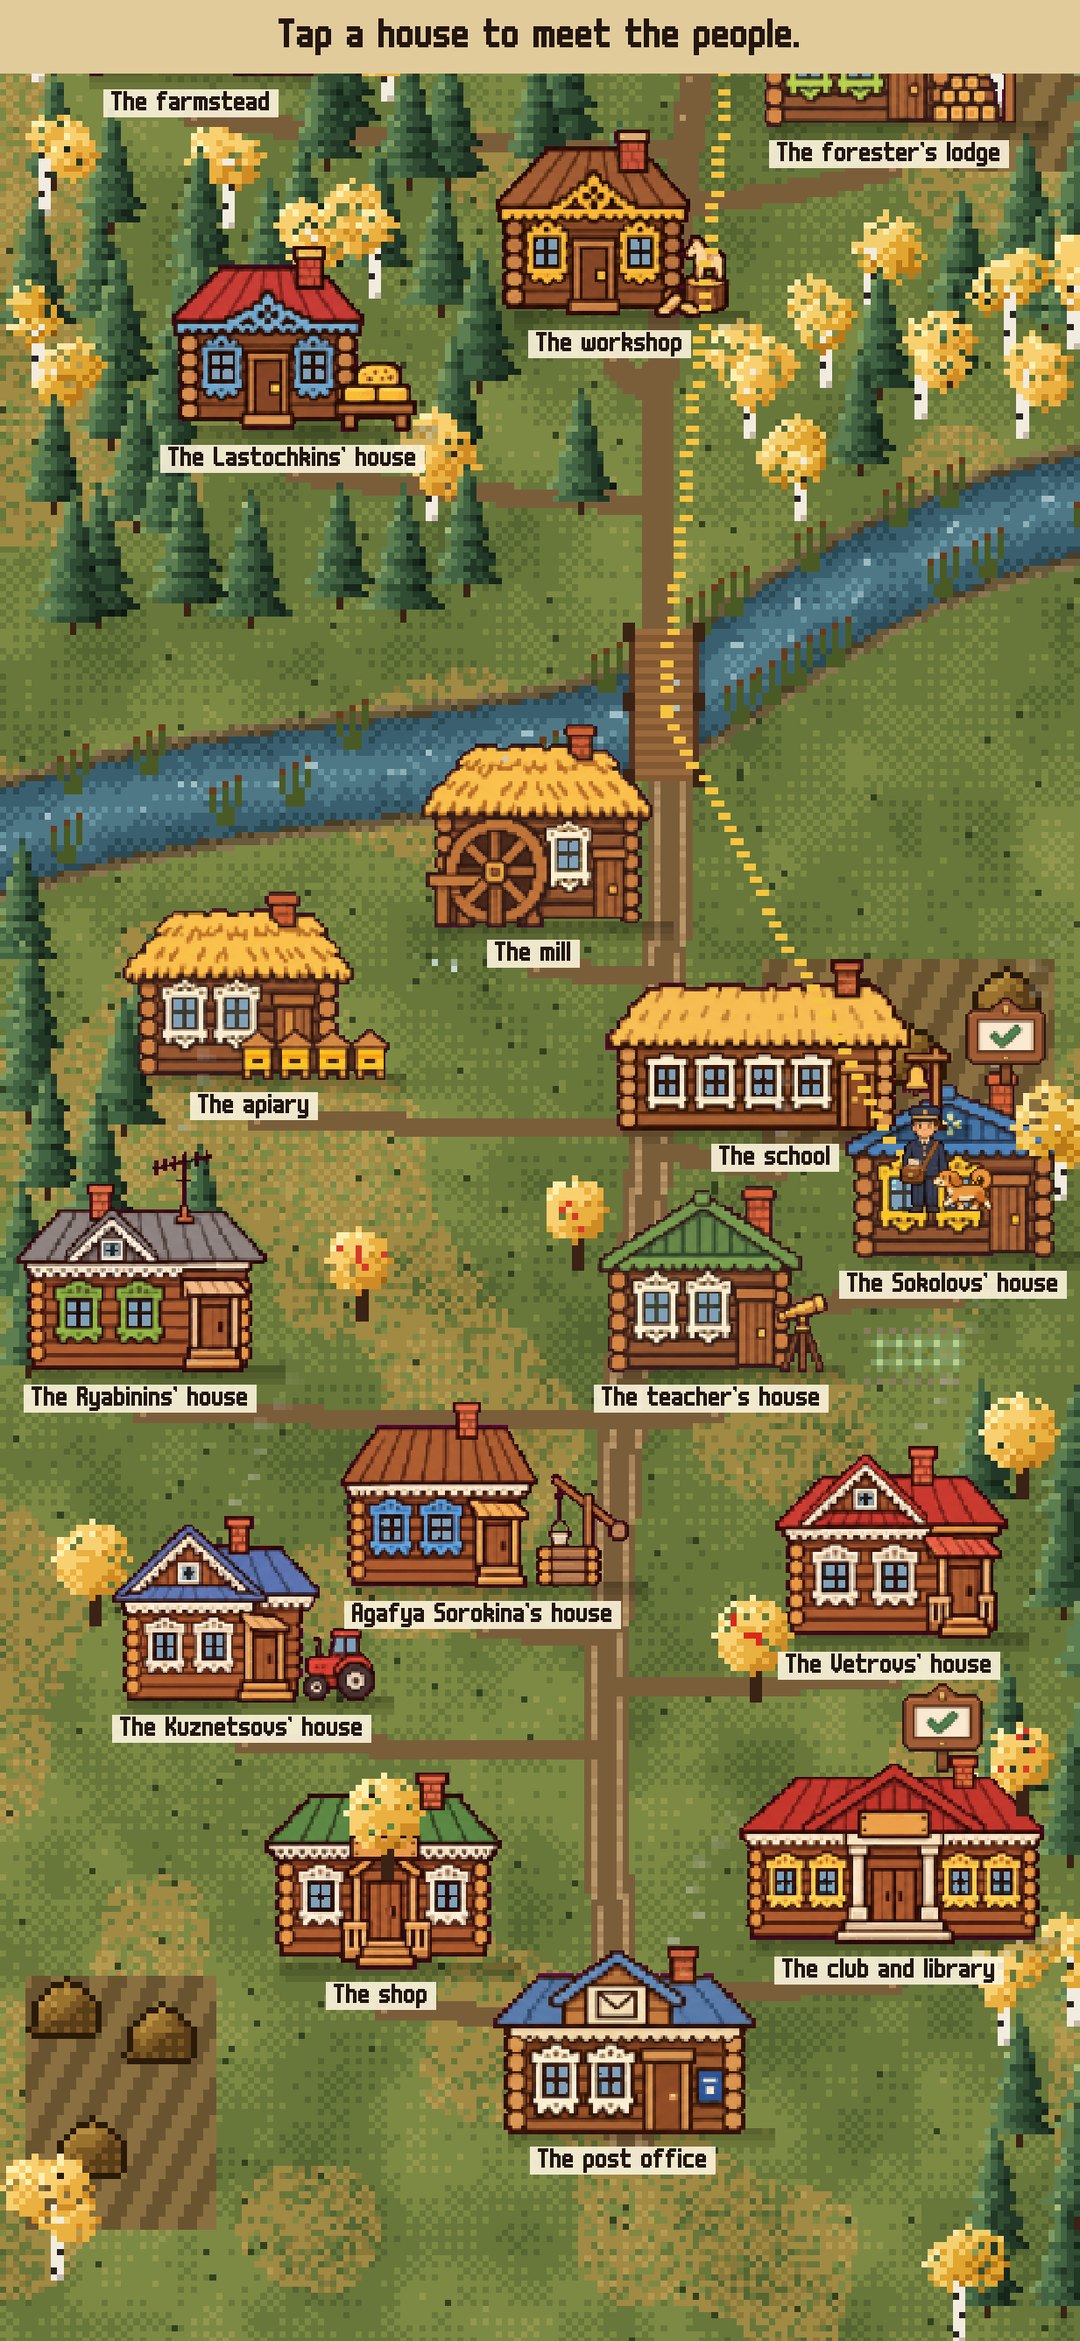 Tap a house to meet the people.
The farmstead
The forester's lodge
The workshop
The Lastochkins' house
The mill
The apiary
The school
The Sokolovs' house
The Ryabinins' house
The teacher's house
Agafya Sorokina's house
The Vetrovs' house
The Kuznetsovs' house
The club and library
The shop
The post office